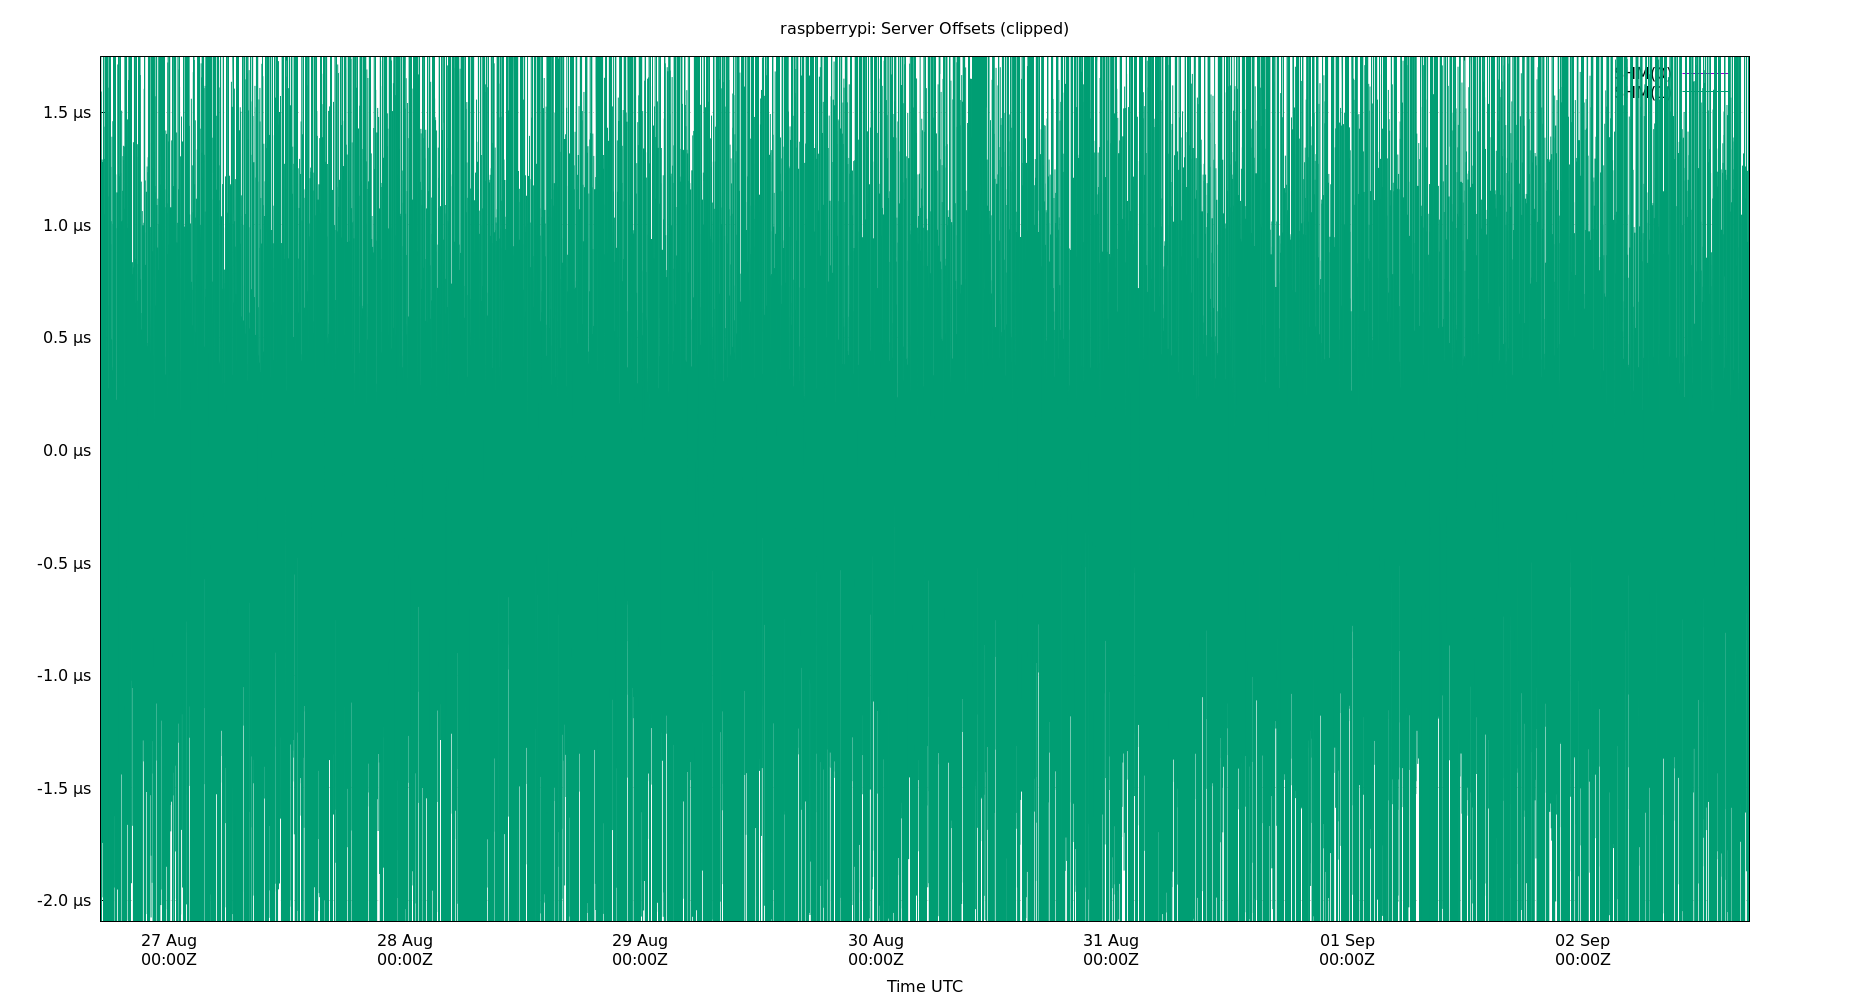 raspberrypi: Server Offsets (clipped)
1.5 µs
1.0 µs
0.5 µs
0.0 µs
-0.5 µs
-1.0 µs
-1.5 µs
-2.0 µs
27 Aug
00:00Z
28 Aug
00:00Z
29 Aug
00:00Z
30 Aug
00:00Z
31 Aug
00:00Z
01 Sep
00:00Z
02 Sep
00:00Z
Time UTC